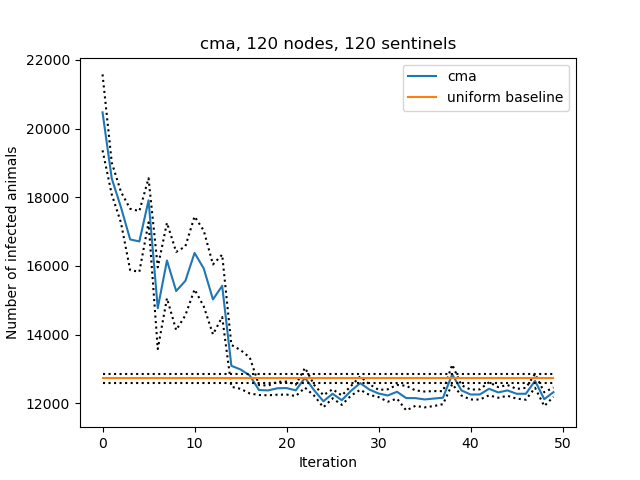 cma, 120 nodes, 120 sentinels
cma
uniform baseline
Number of infected animals
22000
20000
18000
16000
14000
12000
0
10
20
30
40
50
Iteration